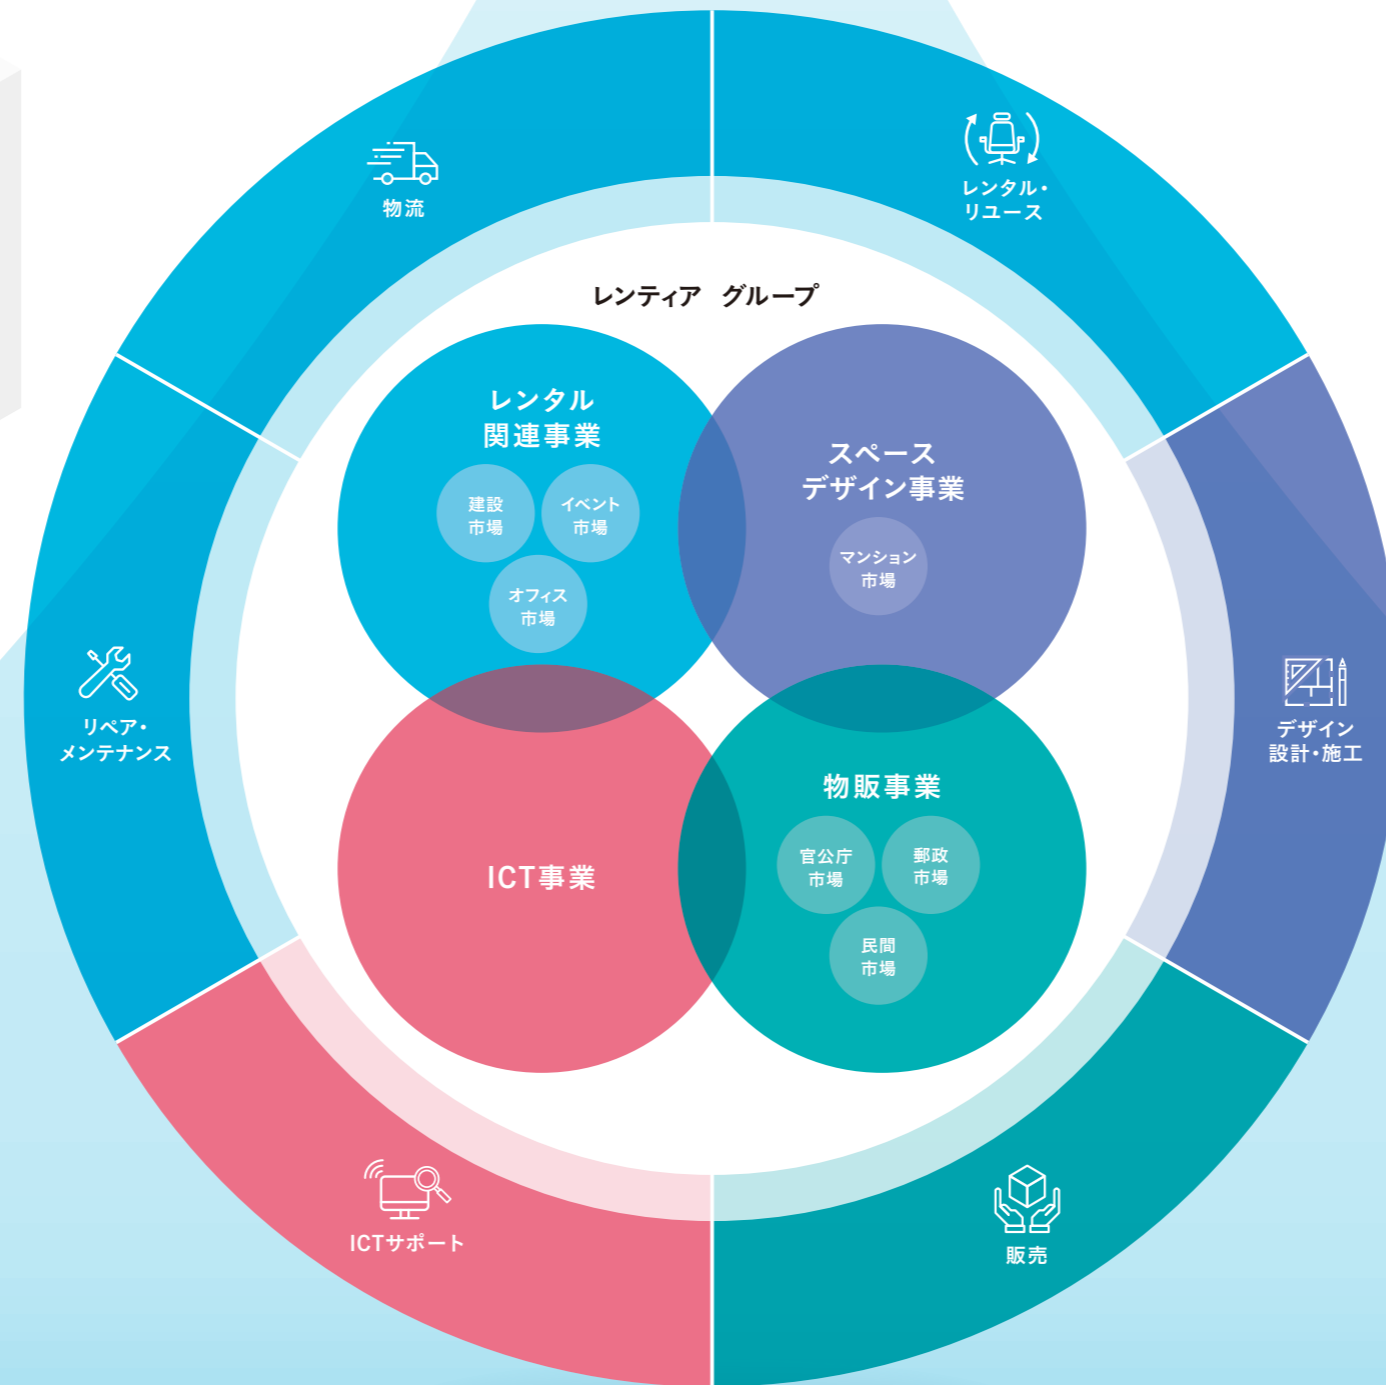 物流
レンタル・
リユース
レンティア グループ
レンタル
関連事業
建設
市場
イベント
市場
オフィス
市場
スペース
デザイン事業
マンション
市場
リペア・
メンテナンス
デザイン
設計・施工
ICT事業
物販事業
官公庁
市場
郵政
市場
民間
市場
ICTサポート
販売